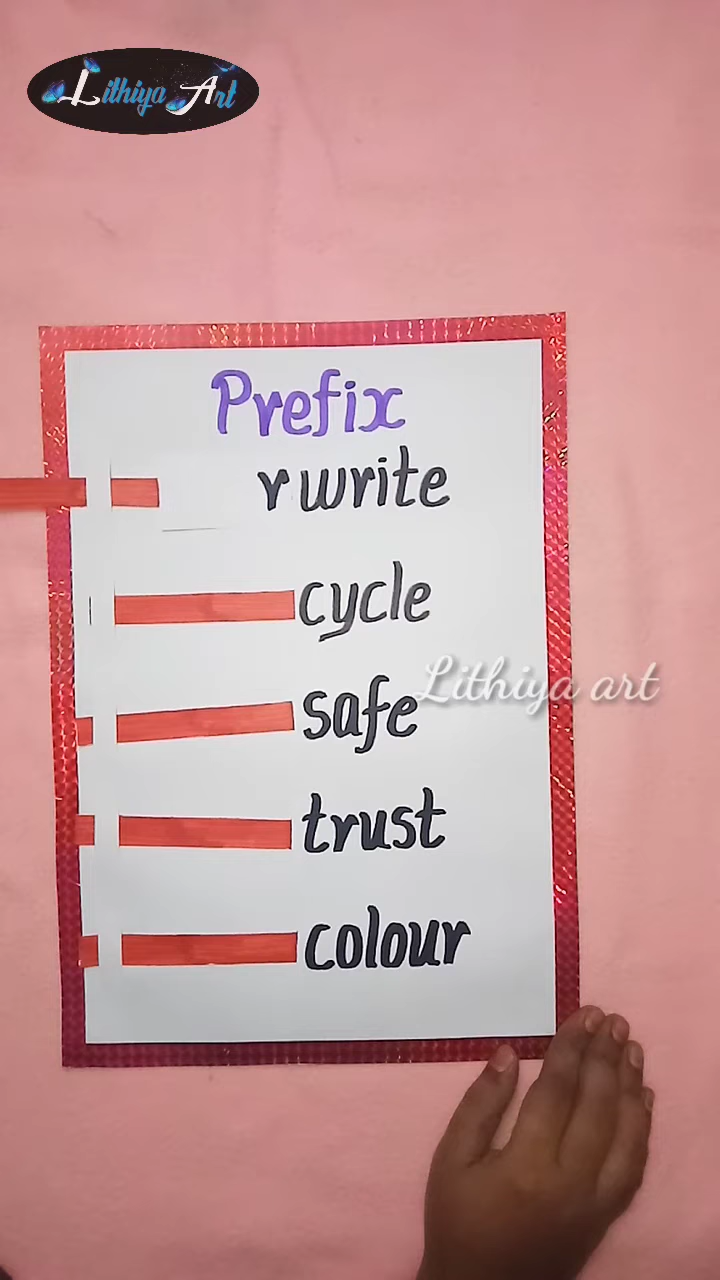 Lithiya Art
Prefix
r write
cycle
safe
Lithiya art
trust
colour